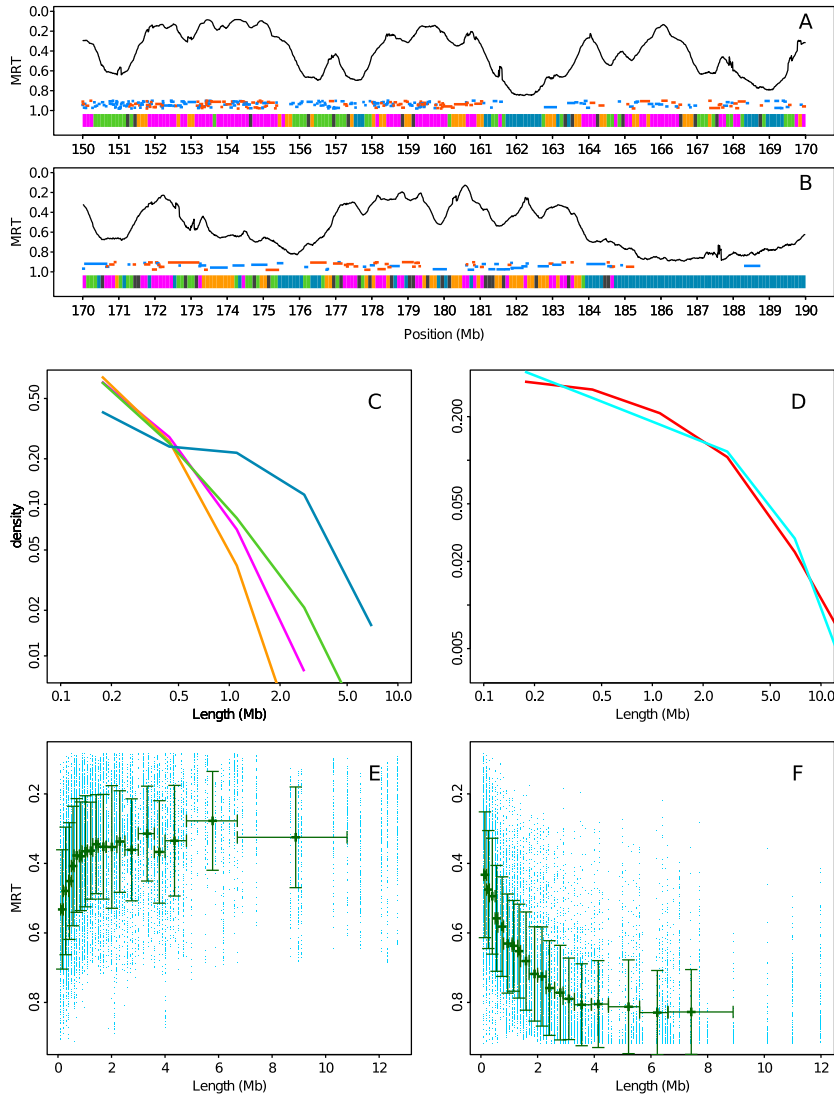 A
MRT
0.0
0.2
0.4
0.6
0.8
1.0
150 151 152 153 154 155 156 157 158 159 160 161 162 163 164 165 166 167 168 169 170
B
MRT
0.0
0.2
0.4
0.6
0.8
1.0
170 171 172 173 174 175 176 177 178 179 180 181 182 183 184 185 186 187 188 189 190
Position (Mb)
C
density
0.50
0.20
0.10
0.05
0.02
0.01
0.1 0.2 0.5 1.0 2.0 5.0 10.0
Length (Mb)
D
0.200
0.050
0.020
0.005
0.1 0.2 0.5 1.0 2.0 5.0 10.0
Length (Mb)
E
MRT
0.2
0.4
0.6
0.8
0 2 4 6 8 10 12
Length (Mb)
F
0.2
0.4
0.6
0.8
0 2 4 6 8 10 12
Length (Mb)